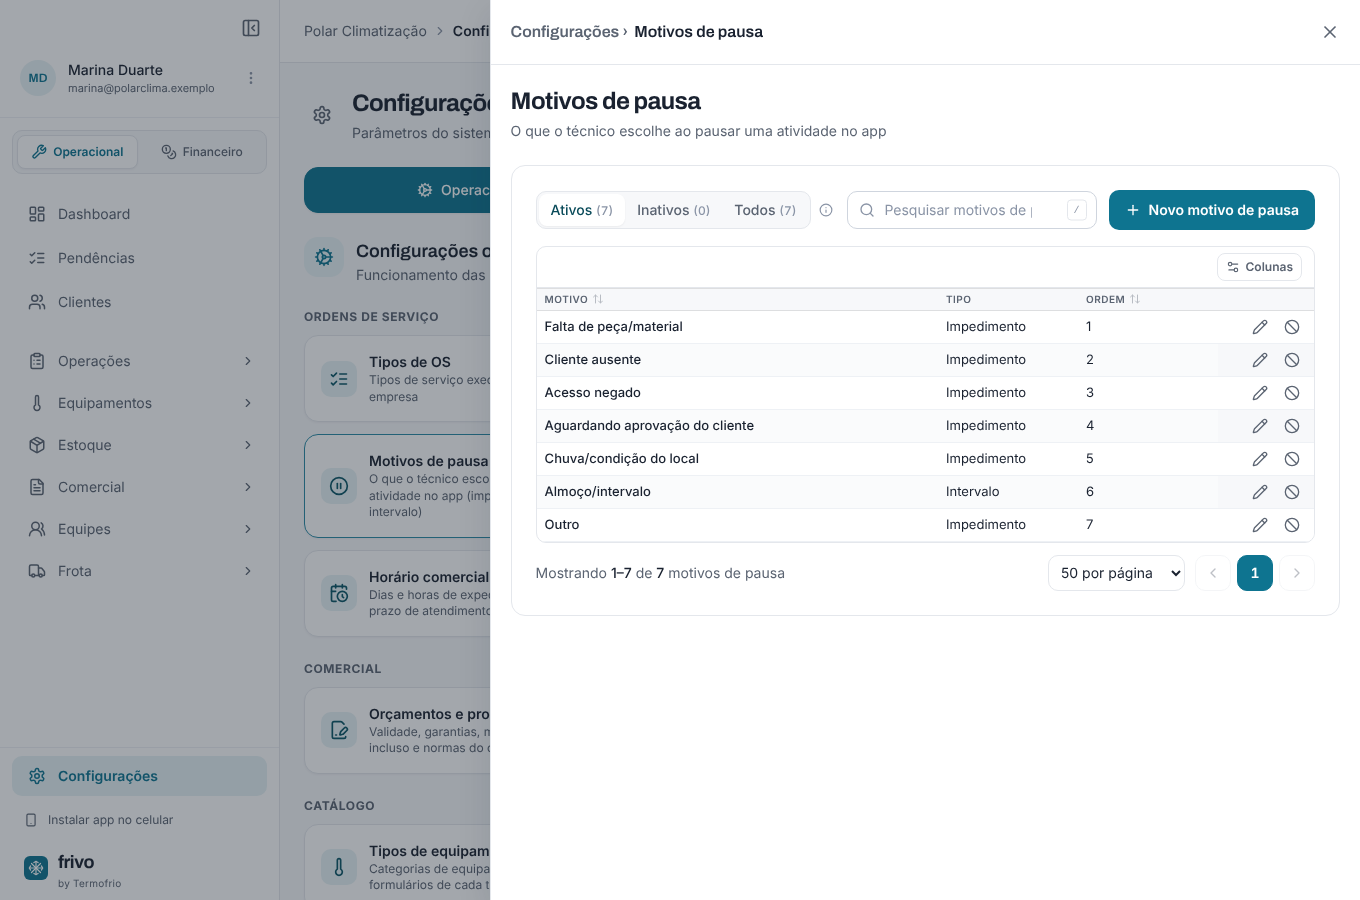 MD
Marina Duarte
marina@polarclima.exemplo
Operacional
Financeiro
Dashboard
Pendências
Clientes
Operações
Equipamentos
Estoque
Comercial
Equipes
Frota
Configurações
Instalar app no celular
frivo
by Termofrio
Polar Climatização
Confi
Configuraçõ
Parâmetros do sistem
Operac
Configurações o
Funcionamento das
ORDENS DE SERVIÇO
Tipos de OS
Tipos de serviço exec
empresa
Motivos de pausa
O que o técnico esco
atividade no app (imp
intervalo)
Horário comercial
Dias e horas de exped
prazo de atendimento
COMERCIAL
Orçamentos e pro
Validade, garantias, m
incluso e normas do
CATÁLOGO
Tipos de equipam
Categorias de equipa
formulários de cada t
Configurações › Motivos de pausa
Motivos de pausa
O que o técnico escolhe ao pausar uma atividade no app
Ativos (7) Inativos (0) Todos (7)
Pesquisar motivos de
/
+ Novo motivo de pausa
Colunas
MOTIVO TIPO ORDEM
Falta de peça/material Impedimento 1
Cliente ausente Impedimento 2
Acesso negado Impedimento 3
Aguardando aprovação do cliente Impedimento 4
Chuva/condição do local Impedimento 5
Almoço/intervalo Intervalo 6
Outro Impedimento 7
Mostrando 1–7 de 7 motivos de pausa
50 por página
1